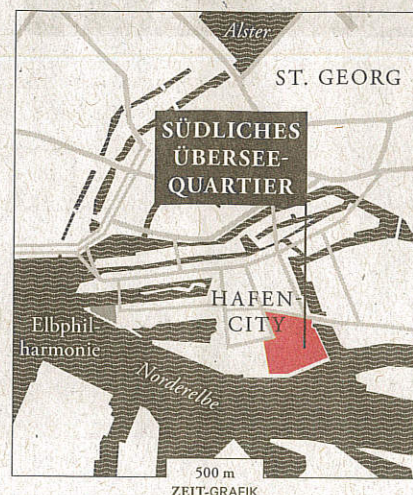 Alster
ST. GEORG
SÜDLICHES
ÜBERSEE-
QUARTIER
HAFEN-
CITY
Elbphil-
harmonie
Norderelbe
500 m
ZEIT-GRAFIK